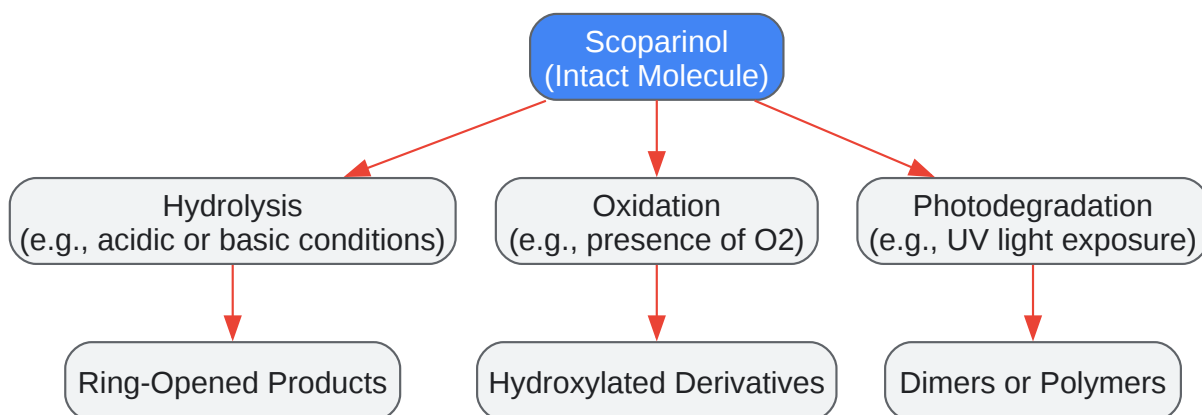 Scoparinol
(Intact Molecule)
Hydrolysis
(e.g., acidic or basic conditions)
Oxidation
(e.g., presence of O2)
Photodegradation
(e.g., UV light exposure)
Ring-Opened Products
Hydroxylated Derivatives
Dimers or Polymers